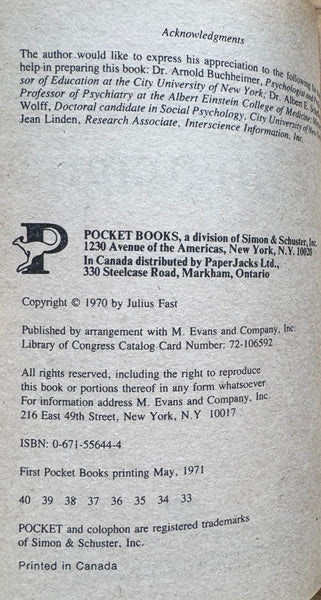 Acknowledgments
The author would like to express his appreciation to the following for
help in preparing this book: Dr. Arnold Buchheimer, Psychologist and
sor of Education at the City University of New York; Dr. Albert E.
Professor of Psychiatry at the Albert Einstein College of Medicine;
Wolff, Doctoral candidate in Social Psychology, City University of New
Jean Linden, Research Associate, Interscience Information, Inc.
P
POCKET BOOKS, a division of Simon & Schuster, Inc.
1230 Avenue of the Americas, New York, N.Y. 10020
In Canada distributed by PaperJacks Ltd.,
330 Steelcase Road, Markham, Ontario
Copyright © 1970 by Julius Fast
Published by arrangement with M. Evans and Company, Inc.
Library of Congress Catalog Card Number: 72-106592
All rights reserved, including the right to reproduce
this book or portions thereof in any form whatsoever.
For information address M. Evans and Company, Inc.
216 East 49th Street, New York, N.Y 10017
ISBN: 0-671-55644-4
First Pocket Books printing May, 1971
40 39 38 37 36 35 34 33
POCKET and colophon are registered trademarks
of Simon & Schuster, Inc.
Printed in Canada